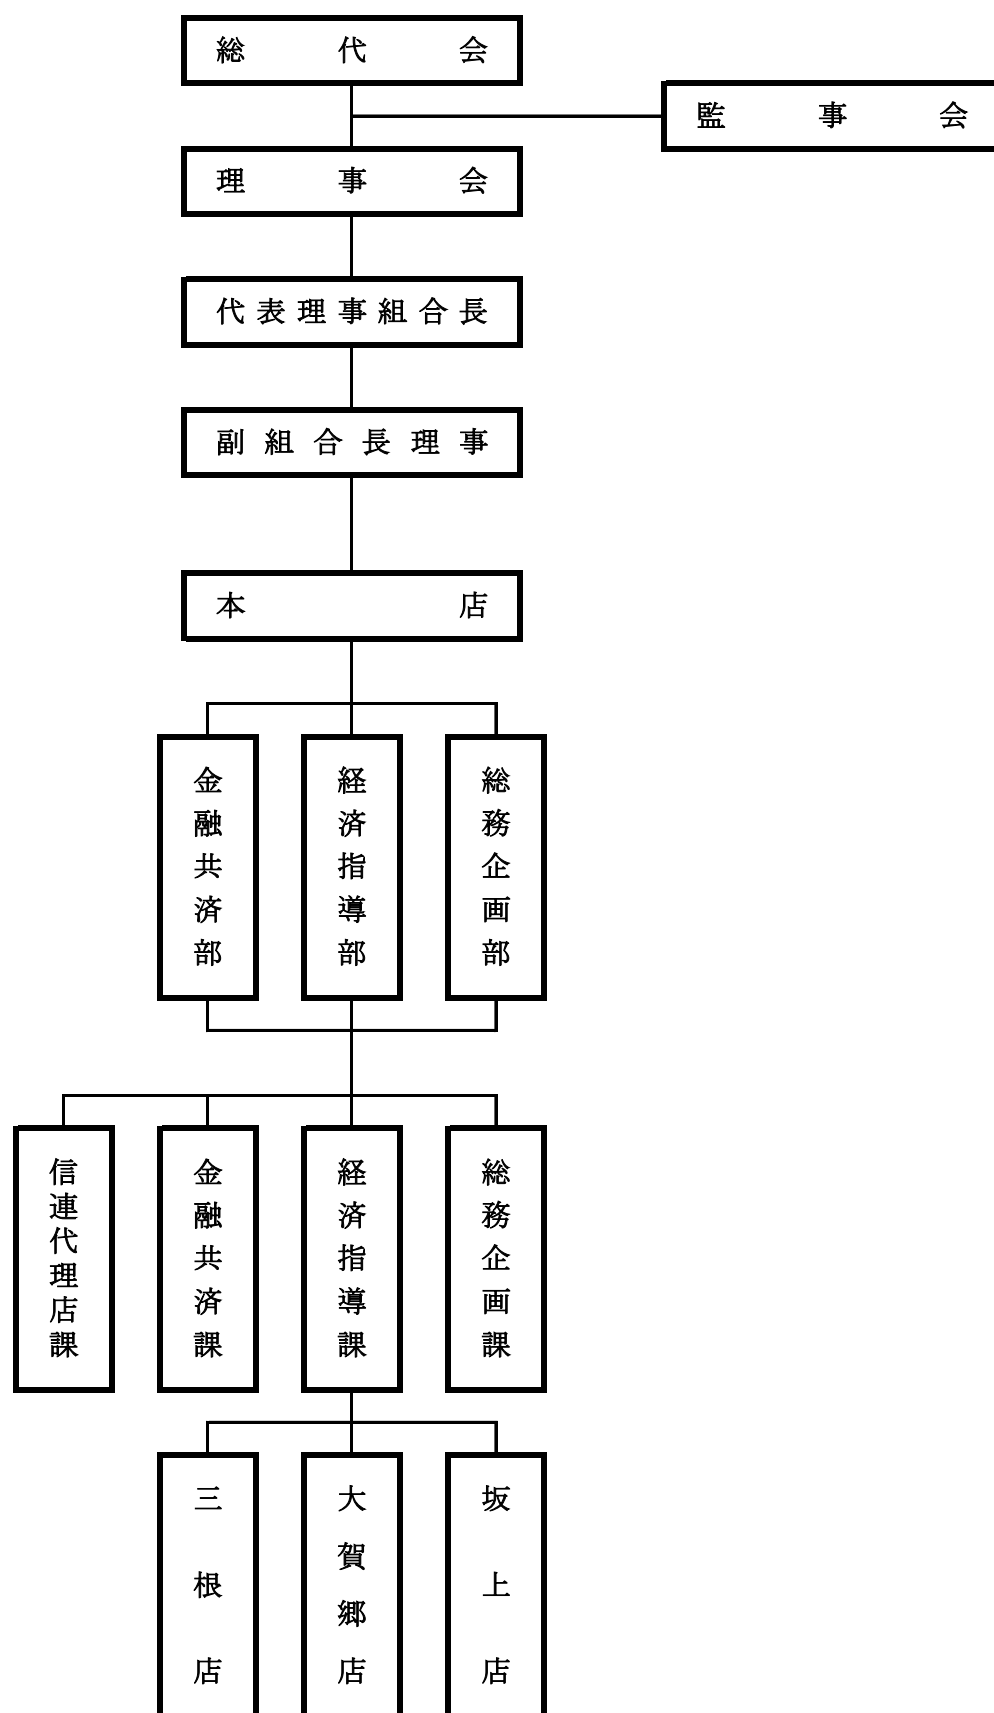 総代会
監事会
理事会
代表理事組合長
副組合長理事
本店
金融共済部
経済指導部
総務企画部
信連代理店課
金融共済課
経済指導課
総務企画課
三根店
大賀郷店
坂上店